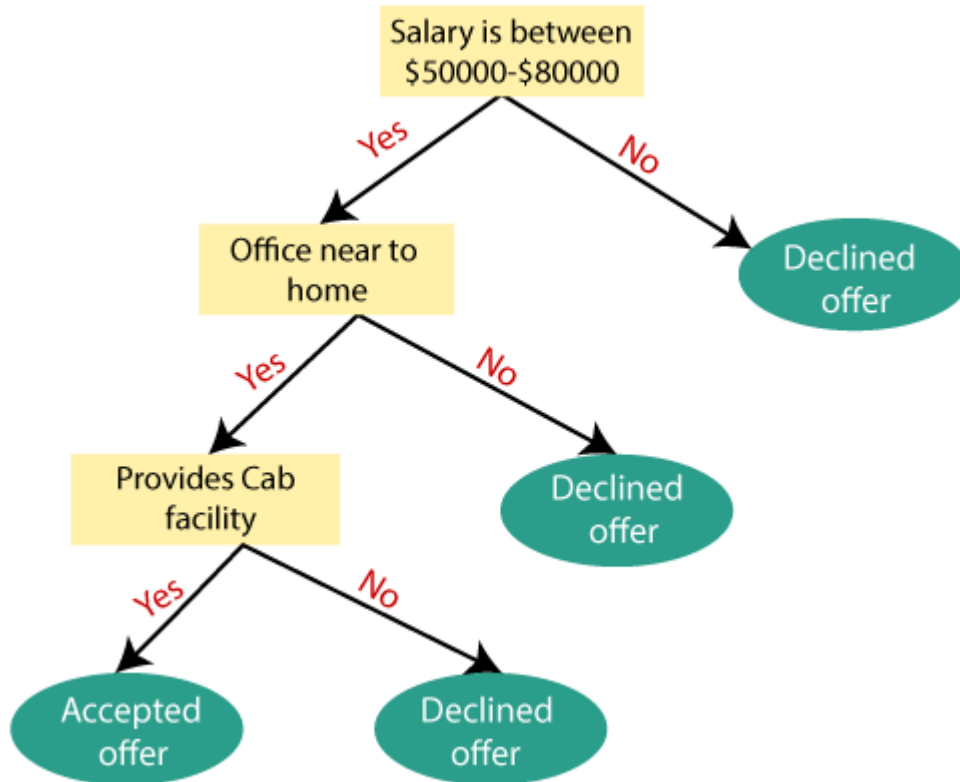 Salary is between
$50000-$80000
Yes
No
Office near to
home
Declined
offer
Yes
No
Provides Cab
facility
Declined
offer
Yes
No
Accepted
offer
Declined
offer